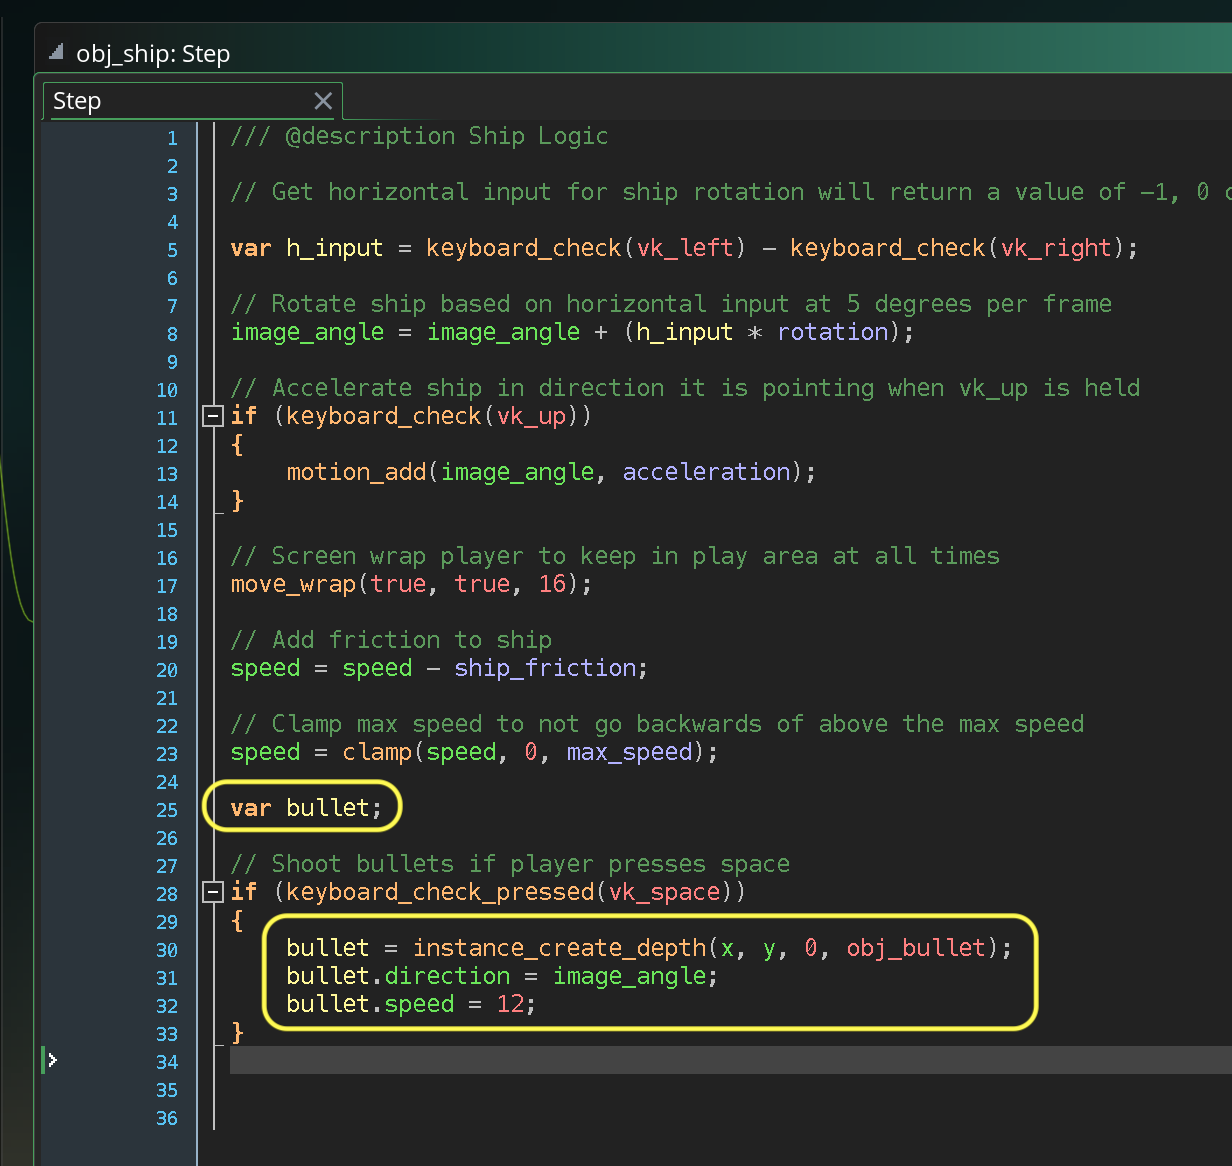 obj_ship: Step
Step
1 /// @description Ship Logic
2
3 // Get horizontal input for ship rotation will return a value of -1, 0
4
5 var h_input = keyboard_check(vk_left) - keyboard_check(vk_right);
6
7 // Rotate ship based on horizontal input at 5 degrees per frame
8 image_angle = image_angle + (h_input * rotation);
9
10 // Accelerate ship in direction it is pointing when vk_up is held
11 if (keyboard_check(vk_up))
12 {
13 motion_add(image_angle, acceleration);
14 }
15
16 // Screen wrap player to keep in play area at all times
17 move_wrap(true, true, 16);
18
19 // Add friction to ship
20 speed = speed - ship_friction;
21
22 // Clamp max speed to not go backwards of above the max speed
23 speed = clamp(speed, 0, max_speed);
24
25 var bullet;
26
27 // Shoot bullets if player presses space
28 if (keyboard_check_pressed(vk_space))
29 {
30 bullet = instance_create_depth(x, y, 0, obj_bullet);
31 bullet.direction = image_angle;
32 bullet.speed = 12;
33 }
34
35
36